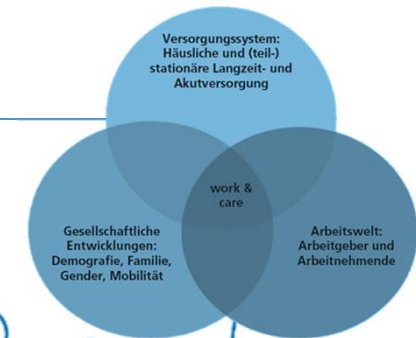 Versorgungssystem:
Häusliche und (teil-)
stationäre Langzeit- und
Akutversorgung
work &
care
Gesellschaftliche
Entwicklungen:
Demografie, Familie,
Gender, Mobilität
Arbeitswelt:
Arbeitgeber und
Arbeitnehmende